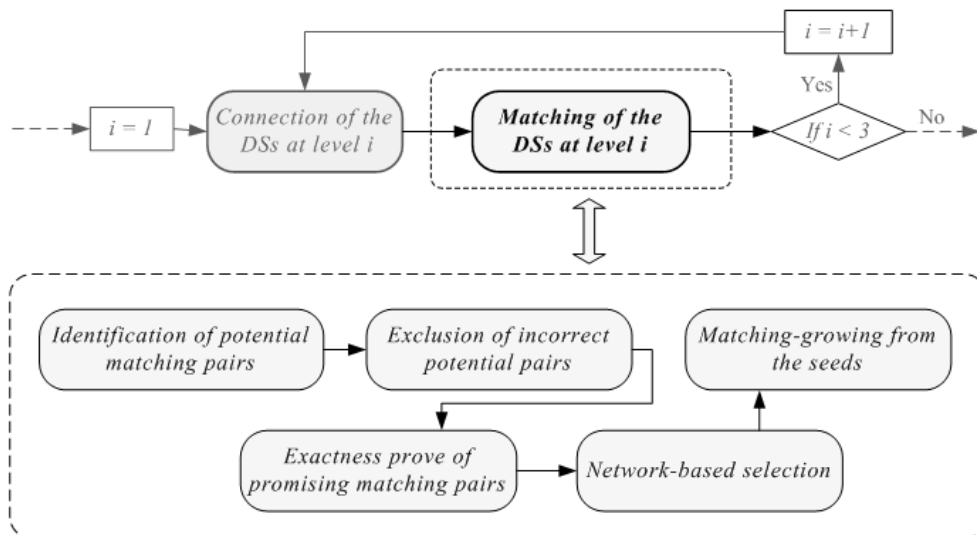 i = i+1
Yes
i = 1
Connection of the
DSs at level i
Matching of the
DSs at level i
If i < 3
No
Identification of potential
matching pairs
Exclusion of incorrect
potential pairs
Matching-growing from
the seeds
Exactness prove of
promising matching pairs
Network-based selection